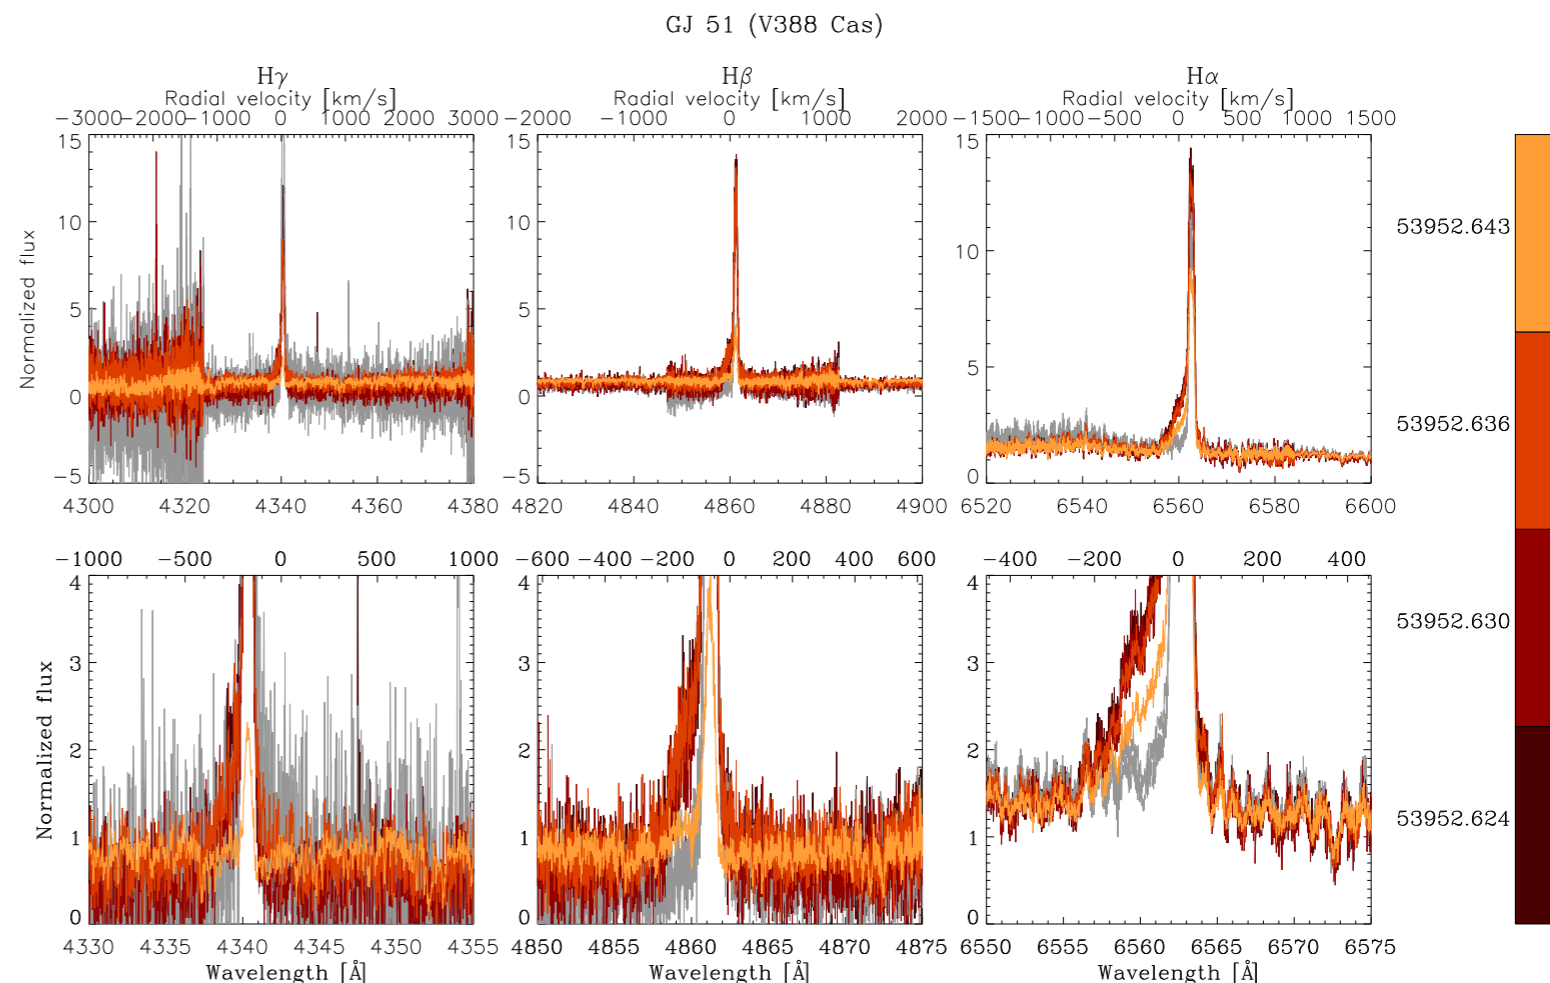 GJ 51 (V388 Cas)
Hγ Hβ Hα
Radial velocity [km/s] Radial velocity [km/s] Radial velocity [km/s]
−3000 −2000 −1000 0 1000 2000 3000 −2000 −1000 0 1000 2000 −1500 −1000 −500 0 500 1000 1500
15 15 15
10 10 10
5 5 5
0 0 0
−5 −5
Normalized flux
4300 4320 4340 4360 4380 4820 4840 4860 4880 4900 6520 6540 6560 6580 6600
−1000 −500 0 500 1000 −600 −400 −200 0 200 400 600 −400 −200 0 200 400
4 4 4
3 3 3
2 2 2
1 1 1
0 0 0
Normalized flux
4330 4335 4340 4345 4350 4355 4850 4855 4860 4865 4870 4875 6550 6555 6560 6565 6570 6575
Wavelength [Å] Wavelength [Å] Wavelength [Å]
53952.643
53952.636
53952.630
53952.624